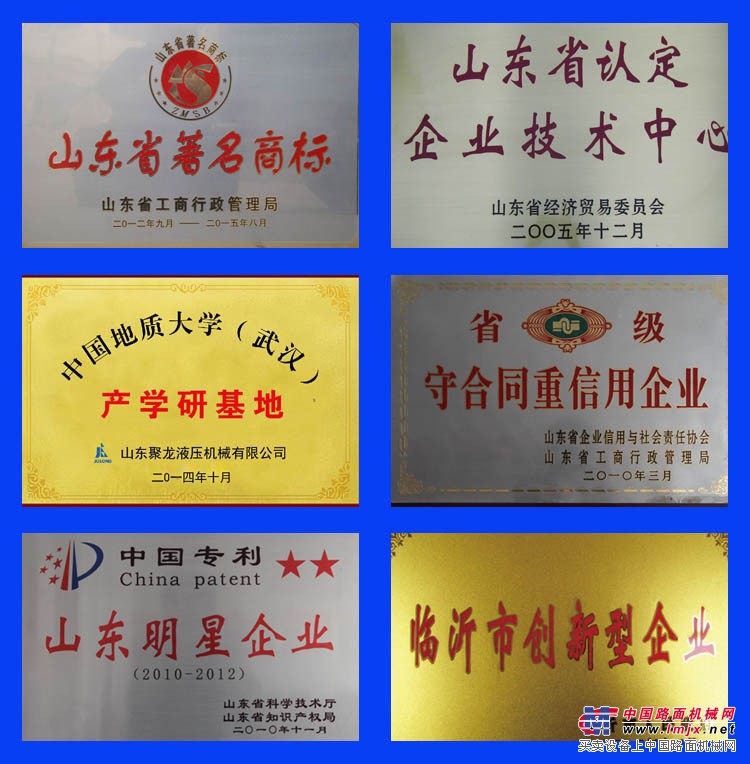 山东省著名商标
ZMSB
山东省著名商标
山东省工商行政管理局
二〇一二年九月 —— 二〇一五年八月
山东省认定
企业技术中心
山东省经济贸易委员会
二〇〇五年十二月
中国地质大学（武汉）
产学研基地
JULONG
山东聚龙液压机械有限公司
二〇一四年十月
省 级
守合同重信用企业
山东省企业信用与社会责任协会
山东省工商行政管理局
二〇一〇年三月
中国专利
China patent
山东明星企业
(2010-2012)
山东省科学技术厅
山东省知识产权局
二〇一〇年十一月
临沂市创新型企业
中国路面机械网
www.lmjx.net
买卖设备上中国路面机械网